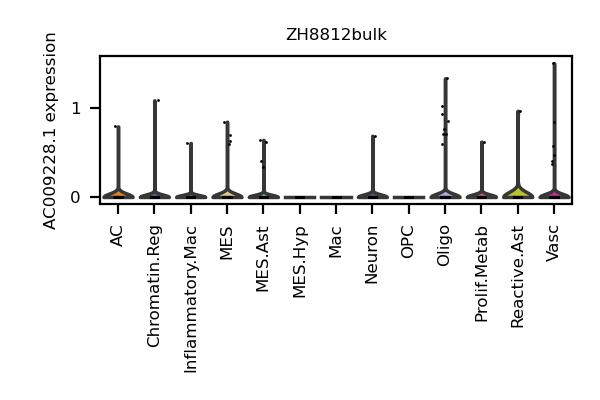 ZH8812bulk
AC009228.1 expression
1
0
AC
Chromatin.Reg
Inflammatory.Mac
MES
MES.Ast
MES.Hyp
Mac
Neuron
OPC
Oligo
Prolif.Metab
Reactive.Ast
Vasc